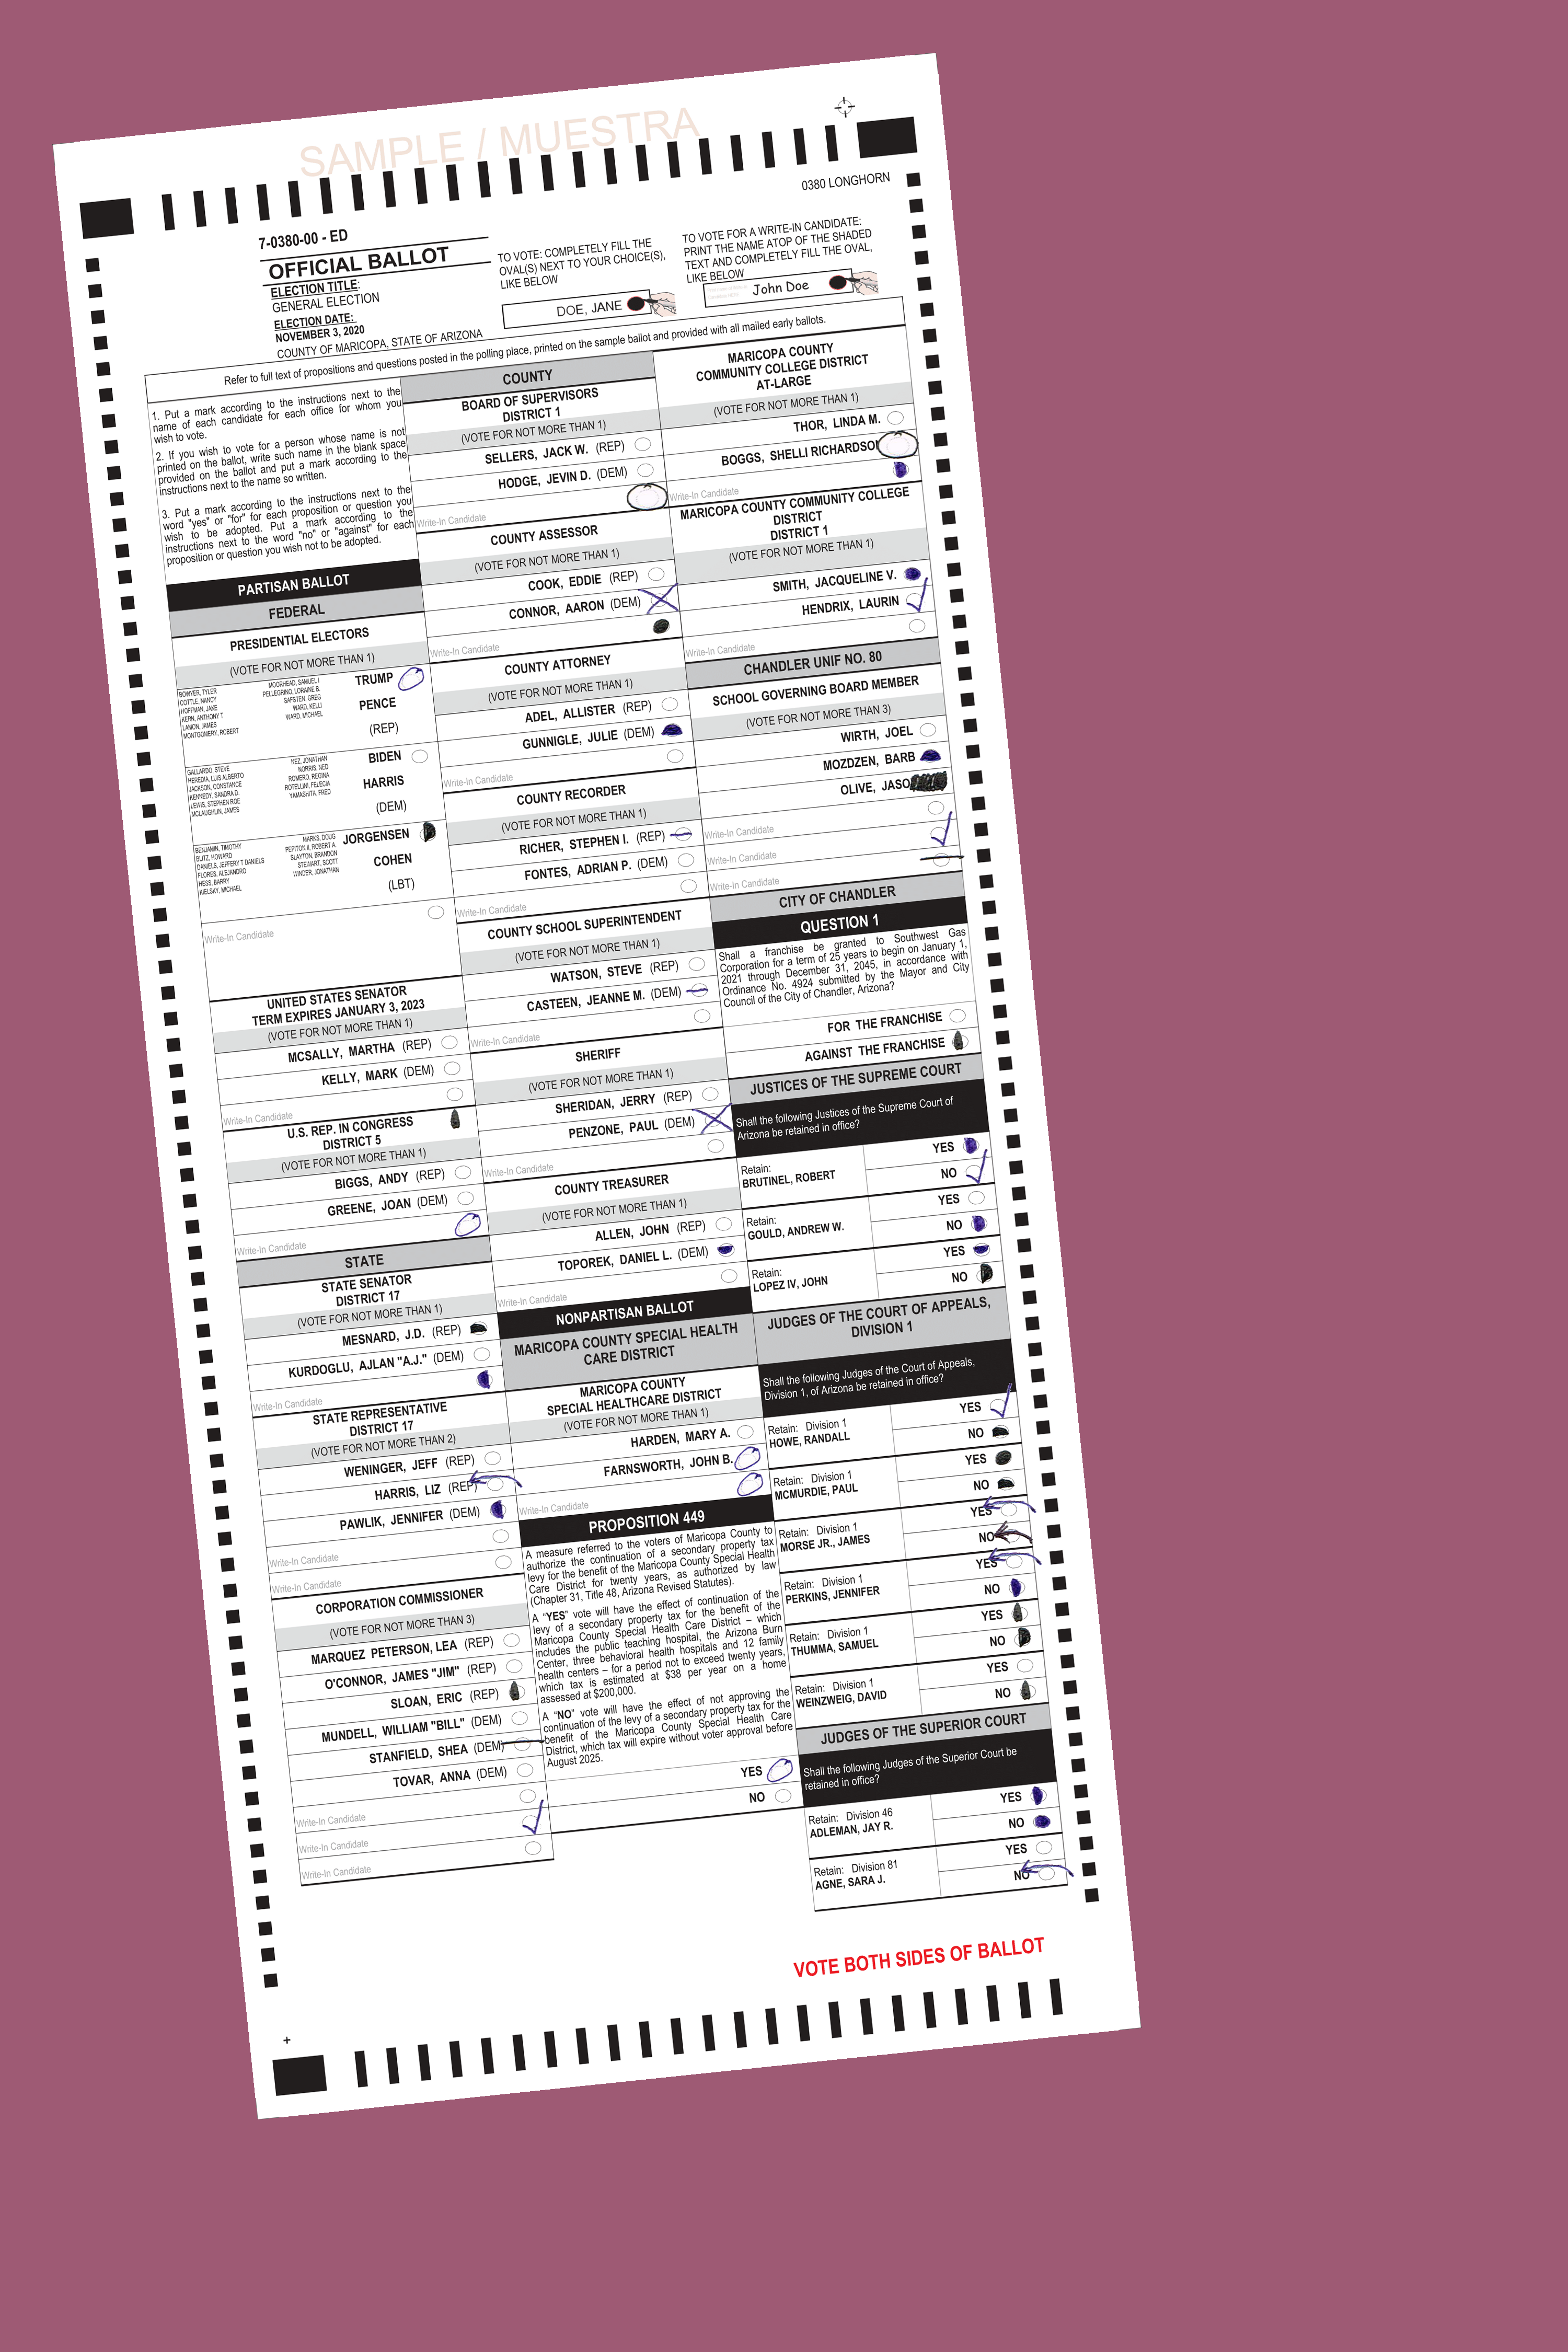 SAMPLE / MUESTRA
0380 LONGHORN
7-0380-00 - ED
OFFICIAL BALLOT
ELECTION TITLE:
GENERAL ELECTION
ELECTION DATE:
NOVEMBER 3, 2020
COUNTY OF MARICOPA, STATE OF ARIZONA
TO VOTE: COMPLETELY FILL THE
OVAL(S) NEXT TO YOUR CHOICE(S),
LIKE BELOW
DOE, JANE
TO VOTE FOR A WRITE-IN CANDIDATE:
PRINT THE NAME ATOP OF THE SHADED
TEXT AND COMPLETELY FILL THE OVAL,
LIKE BELOW
John Doe
Refer to full text of propositions and questions posted in the polling place, printed on the sample ballot and provided with all mailed early ballots.
1. Put a mark according to the instructions next to the
name of each candidate for each office for whom you
wish to vote.
2. If you wish to vote for a person whose name is not
printed on the ballot, write such name in the blank space
provided on the ballot and put a mark according to the
instructions next to the name so written.
3. Put a mark according to the instructions next to the
word "yes" or "for" for each proposition or question you
wish to be adopted. Put a mark according to the
instructions next to the word "no" or "against" for each
proposition or question you wish not to be adopted.
PARTISAN BALLOT
FEDERAL
PRESIDENTIAL ELECTORS
(VOTE FOR NOT MORE THAN 1)
BOWYER, TYLER
COTTLE, NANCY
HOFFMAN, JAKE
KERN, ANTHONY T
LAMON, JAMES
MONTGOMERY, ROBERT
MOORHEAD, SAMUEL I
PELLEGRINO, LORAINE B.
SAFSTEN, GREG
WARD, KELLI
WARD, MICHAEL
TRUMP
PENCE
(REP)
GALLARDO, STEVE
HEREDIA, LUIS ALBERTO
JACKSON, CONSTANCE
KENNEDY, SANDRA D.
LEWIS, STEPHEN ROE
MCLAUGHLIN, JAMES
NEZ, JONATHAN
NORRIS, NED
ROMERO, REGINA
ROTELLINI, FELECIA
YAMASHITA, FRED
BIDEN
HARRIS
(DEM)
BENJAMIN, TIMOTHY
BLITZ, HOWARD
DANIELS, JEFFERY T DANIELS
FLORES, ALEJANDRO
HESS, BARRY
KIELSKY, MICHAEL
MARKS, DOUG
PEPITON II, ROBERT A.
SLAYTON, BRANDON
STEWART, SCOTT
WINDER, JONATHAN
JORGENSEN
COHEN
(LBT)
Write-In Candidate
UNITED STATES SENATOR
TERM EXPIRES JANUARY 3, 2023
(VOTE FOR NOT MORE THAN 1)
MCSALLY, MARTHA (REP)
KELLY, MARK (DEM)
Write-In Candidate
U.S. REP. IN CONGRESS
DISTRICT 5
(VOTE FOR NOT MORE THAN 1)
BIGGS, ANDY (REP)
GREENE, JOAN (DEM)
Write-In Candidate
STATE
STATE SENATOR
DISTRICT 17
(VOTE FOR NOT MORE THAN 1)
MESNARD, J.D. (REP)
KURDOGLU, AJLAN "A.J." (DEM)
Write-In Candidate
STATE REPRESENTATIVE
DISTRICT 17
(VOTE FOR NOT MORE THAN 2)
WENINGER, JEFF (REP)
HARRIS, LIZ (REP)
PAWLIK, JENNIFER (DEM)
Write-In Candidate
Write-In Candidate
CORPORATION COMMISSIONER
(VOTE FOR NOT MORE THAN 3)
MARQUEZ PETERSON, LEA (REP)
O'CONNOR, JAMES "JIM" (REP)
SLOAN, ERIC (REP)
MUNDELL, WILLIAM "BILL" (DEM)
STANFIELD, SHEA (DEM)
TOVAR, ANNA (DEM)
Write-In Candidate
Write-In Candidate
Write-In Candidate
COUNTY
BOARD OF SUPERVISORS
DISTRICT 1
(VOTE FOR NOT MORE THAN 1)
SELLERS, JACK W. (REP)
HODGE, JEVIN D. (DEM)
Write-In Candidate
COUNTY ASSESSOR
(VOTE FOR NOT MORE THAN 1)
COOK, EDDIE (REP)
CONNOR, AARON (DEM)
Write-In Candidate
COUNTY ATTORNEY
(VOTE FOR NOT MORE THAN 1)
ADEL, ALLISTER (REP)
GUNNIGLE, JULIE (DEM)
Write-In Candidate
COUNTY RECORDER
(VOTE FOR NOT MORE THAN 1)
RICHER, STEPHEN I. (REP)
FONTES, ADRIAN P. (DEM)
Write-In Candidate
COUNTY SCHOOL SUPERINTENDENT
(VOTE FOR NOT MORE THAN 1)
WATSON, STEVE (REP)
CASTEEN, JEANNE M. (DEM)
Write-In Candidate
SHERIFF
(VOTE FOR NOT MORE THAN 1)
SHERIDAN, JERRY (REP)
PENZONE, PAUL (DEM)
Write-In Candidate
COUNTY TREASURER
(VOTE FOR NOT MORE THAN 1)
ALLEN, JOHN (REP)
TOPOREK, DANIEL L. (DEM)
Write-In Candidate
NONPARTISAN BALLOT
MARICOPA COUNTY SPECIAL HEALTH
CARE DISTRICT
MARICOPA COUNTY
SPECIAL HEALTHCARE DISTRICT
(VOTE FOR NOT MORE THAN 1)
HARDEN, MARY A.
FARNSWORTH, JOHN B.
Write-In Candidate
PROPOSITION 449
A measure referred to the voters of Maricopa County to
authorize the continuation of a secondary property tax
levy for the benefit of the Maricopa County Special Health
Care District for twenty years, as authorized by law
(Chapter 31, Title 48, Arizona Revised Statutes).
A “YES” vote will have the effect of continuation of the
levy of a secondary property tax for the benefit of the
Maricopa County Special Health Care District – which
includes the public teaching hospital, the Arizona Burn
Center, three behavioral health hospitals and 12 family
health centers – for a period not to exceed twenty years,
which tax is estimated at $38 per year on a home
assessed at $200,000.
A “NO” vote will have the effect of not approving the
continuation of the levy of a secondary property tax for the
benefit of the Maricopa County Special Health Care
District, which tax will expire without voter approval before
August 2025.
YES
NO
MARICOPA COUNTY
COMMUNITY COLLEGE DISTRICT
AT-LARGE
(VOTE FOR NOT MORE THAN 1)
THOR, LINDA M.
BOGGS, SHELLI RICHARDSON
Write-In Candidate
MARICOPA COUNTY COMMUNITY COLLEGE
DISTRICT
DISTRICT 1
(VOTE FOR NOT MORE THAN 1)
SMITH, JACQUELINE V.
HENDRIX, LAURIN
Write-In Candidate
CHANDLER UNIF NO. 80
SCHOOL GOVERNING BOARD MEMBER
(VOTE FOR NOT MORE THAN 3)
WIRTH, JOEL
MOZDZEN, BARB
OLIVE, JASO
Write-In Candidate
Write-In Candidate
Write-In Candidate
CITY OF CHANDLER
QUESTION 1
Shall a franchise be granted to Southwest Gas
Corporation for a term of 25 years to begin on January 1,
2021 through December 31, 2045, in accordance with
Ordinance No. 4924 submitted by the Mayor and City
Council of the City of Chandler, Arizona?
FOR THE FRANCHISE
AGAINST THE FRANCHISE
JUSTICES OF THE SUPREME COURT
Shall the following Justices of the Supreme Court of
Arizona be retained in office?
Retain:
BRUTINEL, ROBERT
YES
NO
Retain:
GOULD, ANDREW W.
YES
NO
Retain:
LOPEZ IV, JOHN
YES
NO
JUDGES OF THE COURT OF APPEALS,
DIVISION 1
Shall the following Judges of the Court of Appeals,
Division 1, of Arizona be retained in office?
Retain: Division 1
HOWE, RANDALL
YES
NO
Retain: Division 1
MCMURDIE, PAUL
YES
NO
Retain: Division 1
MORSE JR., JAMES
YES
NO
Retain: Division 1
PERKINS, JENNIFER
YES
NO
Retain: Division 1
THUMMA, SAMUEL
YES
NO
Retain: Division 1
WEINZWEIG, DAVID
YES
NO
JUDGES OF THE SUPERIOR COURT
Shall the following Judges of the Superior Court be
retained in office?
Retain: Division 46
ADLEMAN, JAY R.
YES
NO
Retain: Division 81
AGNE, SARA J.
YES
NO
VOTE BOTH SIDES OF BALLOT